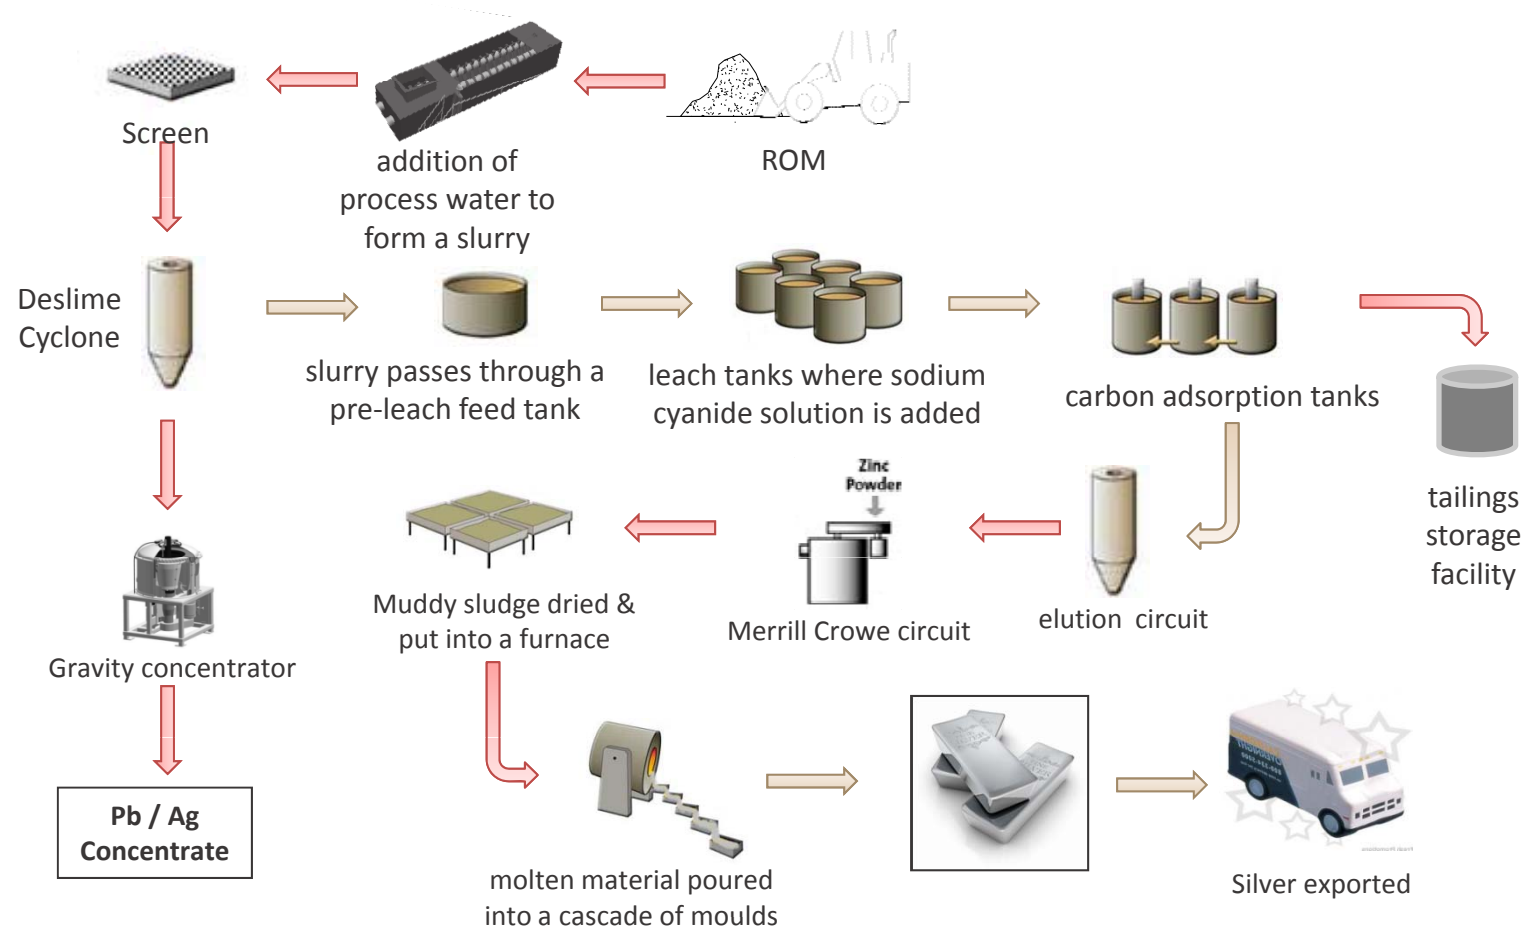 Screen
addition of
process water to
form a slurry
ROM
Deslime
Cyclone
slurry passes through a
pre-leach feed tank
leach tanks where sodium
cyanide solution is added
carbon adsorption tanks
tailings
storage
facility
Zinc
Powder
Muddy sludge dried &
put into a furnace
Merrill Crowe circuit
elution  circuit
Gravity concentrator
Pb / Ag
Concentrate
molten material poured
into a cascade of moulds
Silver exported